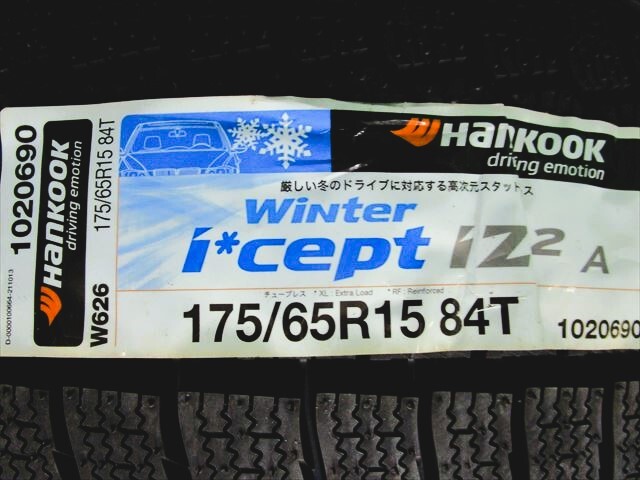 1020690
HANKOOK
driving emotion
175/65R15 84T
W626
D-0000100664-211013
HANKOOK
driving emotion
厳しい冬のドライブに対応する高次元スタッドレス
Winter
i*cept iZ2 A
チューブレス * XL : Extra Load * RF : Reinforced
175/65R15 84T
1020690